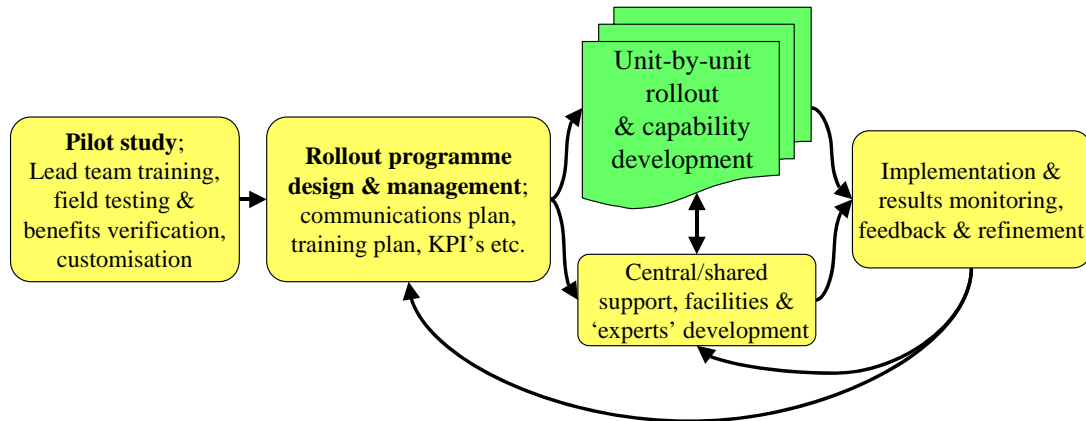 Pilot study;
Lead team training,
field testing &
benefits verification,
customisation
Rollout programme
design & management;
communications plan,
training plan, KPI's etc.
Unit-by-unit
rollout
& capability
development
Central/shared
support, facilities &
‘experts’ development
Implementation &
results monitoring,
feedback & refinement